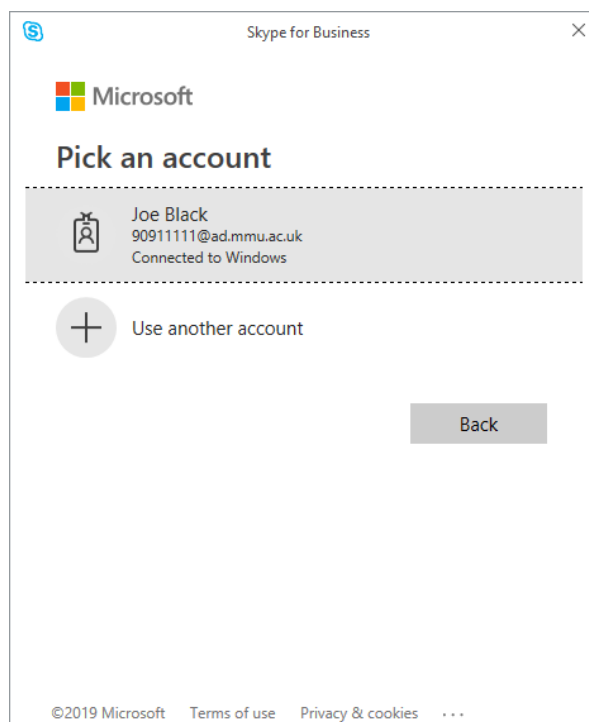 Skype for Business
Microsoft
Pick an account
Joe Black
90911111@ad.mmu.ac.uk
Connected to Windows
Use another account
Back
©2019 Microsoft Terms of use Privacy & cookies ...